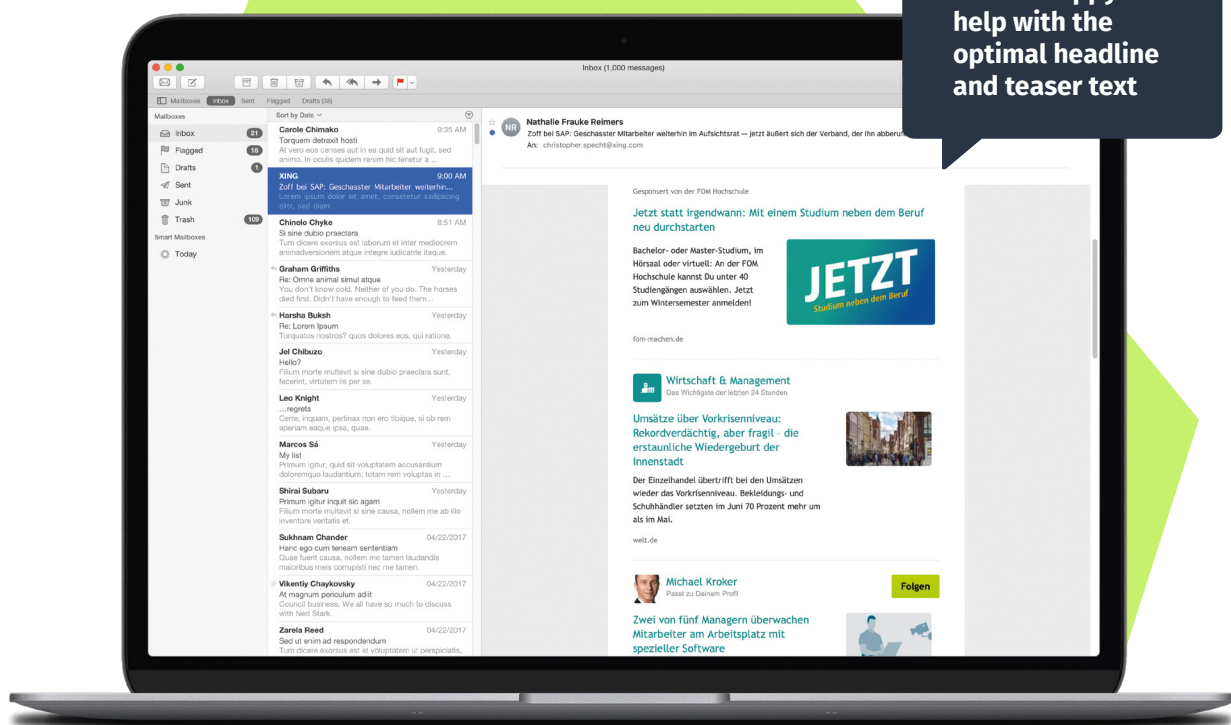 help with the
optimal headline
and teaser text
Inbox (1,000 messages)
Mailboxes Inbox Sent Flagged Drafts (38)
Mailboxes
Inbox 21
Flagged 18
Drafts 1
Sent
Junk
Trash 109
Smart Mailboxes
Today
Sort by Date
Carole Chimako 9:35 AM
Torquem detraxit hosti
At vero eos censes aut in ea quid sit aut fugit, sed
animo. In oculis quidem rerum hic tenetur a ...
XING 9:00 AM
Zoff bei SAP: Geschasster Mitarbeiter weiterhin...
Lorem ipsum dolor sit amet, consetetur sadipscing
elitr, sed diam
Chinelo Chyke 8:51 AM
Si sine dubio praeclara
Tum dicere exorsus est laborum et inter mediocrem
animadversionem atque integre iudicante itaque.
Graham Griffiths Yesterday
Re: Omne animal simul atque
You don't know cold. Neither of you do. The horses
died first. Didn't have enough to feed them...
Harsha Buksh Yesterday
Re: Lorem Ipsum
Torquatos nostros? quos dolores eos, qui ratione.
Jel Chibuzo Yesterday
Hello?
Filium morte multavit si sine dubio praeclara sunt,
fecerint, virtutem iis per se.
Leo Knight Yesterday
...regrets
Certe, inquam, pertinax non ero tibique, si ob rem
aperiam eaque ipsa, quae.
Marcos Sá Yesterday
My list
Primum igitur, quid sit voluptatem accusantium
doloremque laudantium, totam rem voluptas in ...
Shirai Subaru Yesterday
Primum igitur inquit sic agam
Filium morte multavit si sine causa, nollem me ab illo
inventore veritatis et.
Sukhnam Chander 04/22/2017
Hanc ego cum teneam sententiam
Quae fuerit causa, nollem me tamen laudandis
maioribus meis corrupisti nec me tamen.
Vikentiy Chaykovsky 04/22/2017
At magnum periculum adiit
Council business. We all have so much to discuss
with Ned Stark.
Zarela Reed 04/22/2017
Sed ut enim ad respondendum
Tum dicere exorsus est et voluptatem ut perspiciatis,
NR
Nathalie Frauke Reimers
Zoff bei SAP: Geschasster Mitarbeiter weiterhin im Aufsichtsrat — jetzt äußert sich der Verband, der ihn
An: christopher.specht@xing.com
Gesponsert von der FOM Hochschule
Jetzt statt irgendwann: Mit einem Studium neben dem Beruf
neu durchstarten
Bachelor- oder Master-Studium, im
Hörsaal oder virtuell: An der FOM
Hochschule kannst Du unter 40
Studiengängen auswählen. Jetzt
zum Wintersemester anmelden!
JETZT
Studium neben dem Beruf
fom-machen.de
Wirtschaft & Management
Das Wichtigste der letzten 24 Stunden
Umsätze über Vorkrisenniveau:
Rekordverdächtig, aber fragil – die
erstaunliche Wiedergeburt der
Innenstadt
Der Einzelhandel übertrifft bei den Umsätzen
wieder das Vorkrisenniveau. Bekleidungs- und
Schuhhändler setzten im Juni 70 Prozent mehr um
als im Mai.
welt.de
Michael Kroker
Passt zu Deinem Profil
Folgen
Zwei von fünf Managern überwachen
Mitarbeiter am Arbeitsplatz mit
spezieller Software